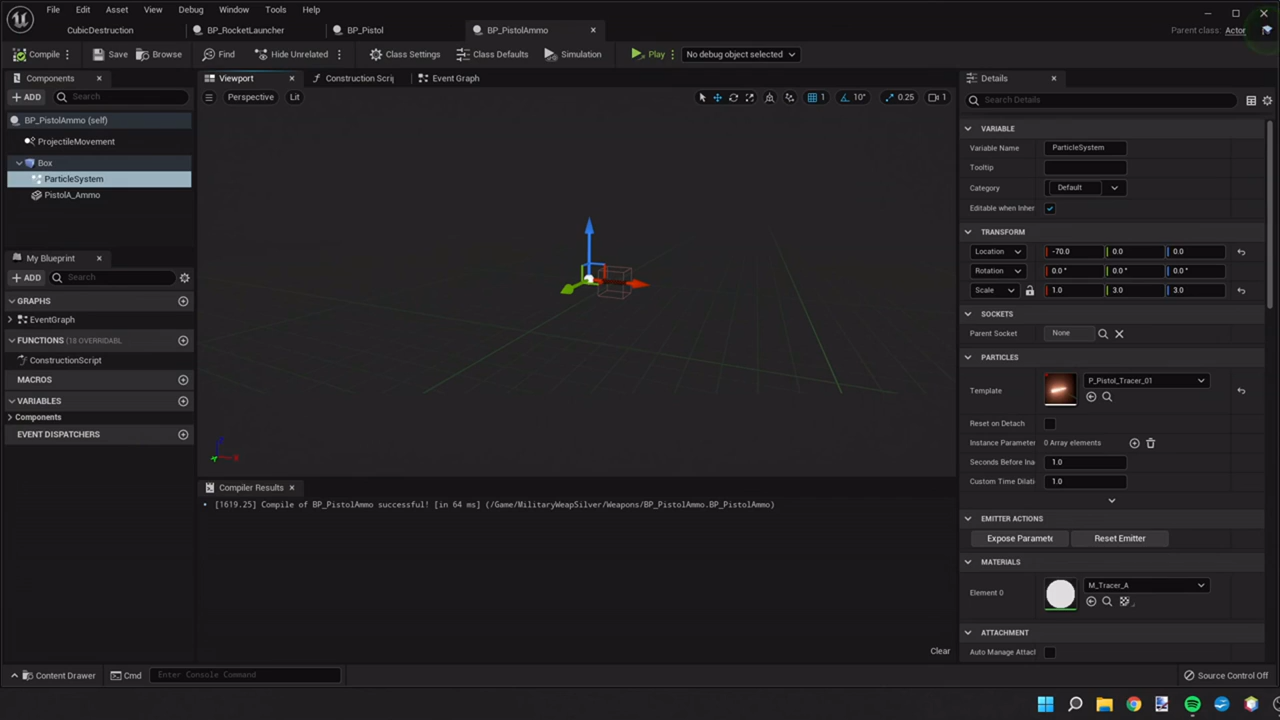 File Edit Asset View Debug Window Tools Help
CubicDestruction BP_RocketLauncher BP_Pistol BP_PistolAmmo Parent class: Actor
Compile Save Browse Find Hide Unrelated Class Settings Class Defaults Simulation Play No debug object selected
Components
ADD Search
BP_PistolAmmo (self)
ProjectileMovement
Box
ParticleSystem
PistolA_Ammo
My Blueprint
ADD Search
GRAPHS
EventGraph
FUNCTIONS (18 OVERRIDABL
ConstructionScript
MACROS
VARIABLES
Components
EVENT DISPATCHERS
Viewport Construction Scrip Event Graph
Perspective Lit 1 10° 0.25 1
Compiler Results
[1619.25] Compile of BP_PistolAmmo successful! [in 64 ms] (/Game/MilitaryWeapSilver/Weapons/BP_PistolAmmo.BP_PistolAmmo)
Clear
Details
Search Details
VARIABLE
Variable Name ParticleSystem
Tooltip
Category Default
Editable when Inher
TRANSFORM
Location -70.0 0.0 0.0
Rotation 0.0 ° 0.0 ° 0.0 °
Scale 1.0 3.0 3.0
SOCKETS
Parent Socket None
PARTICLES
Template P_Pistol_Tracer_01
Reset on Detach
Instance Parameter 0 Array elements
Seconds Before Ina 1.0
Custom Time Dilati 1.0
EMITTER ACTIONS
Expose Paramete Reset Emitter
MATERIALS
Element 0 M_Tracer_A
ATTACHMENT
Auto Manage Attacl
Content Drawer Cmd Enter Console Command Source Control Off